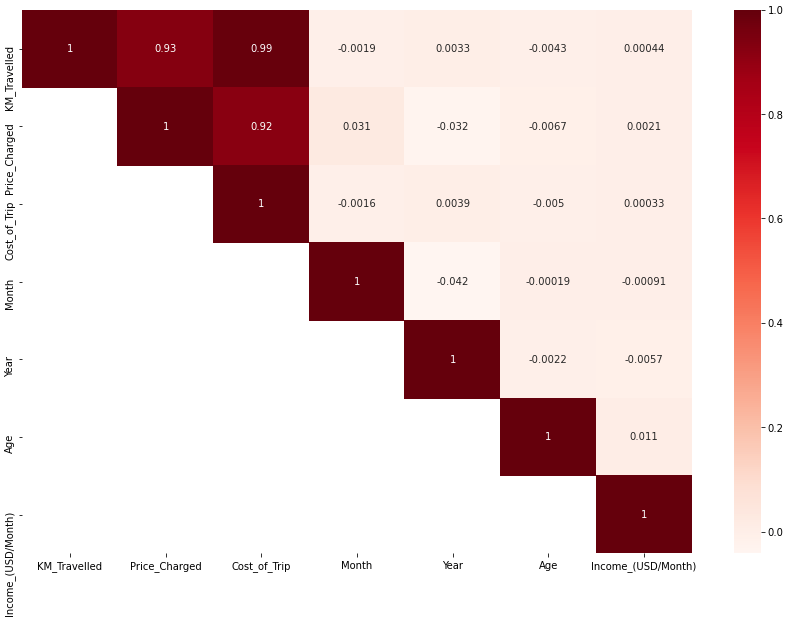 KM_Travelled 1 0.93 0.99 -0.0019 0.0033 -0.0043 0.00044
Price_Charged 1 0.92 0.031 -0.032 -0.0067 0.0021
Cost_of_Trip 1 -0.0016 0.0039 -0.005 0.00033
Month 1 -0.042 -0.00019 -0.00091
Year 1 -0.0022 -0.0057
Age 1 0.011
Income_(USD/Month) 1
KM_Travelled Price_Charged Cost_of_Trip Month Year Age Income_(USD/Month)
1.0
0.8
0.6
0.4
0.2
0.0